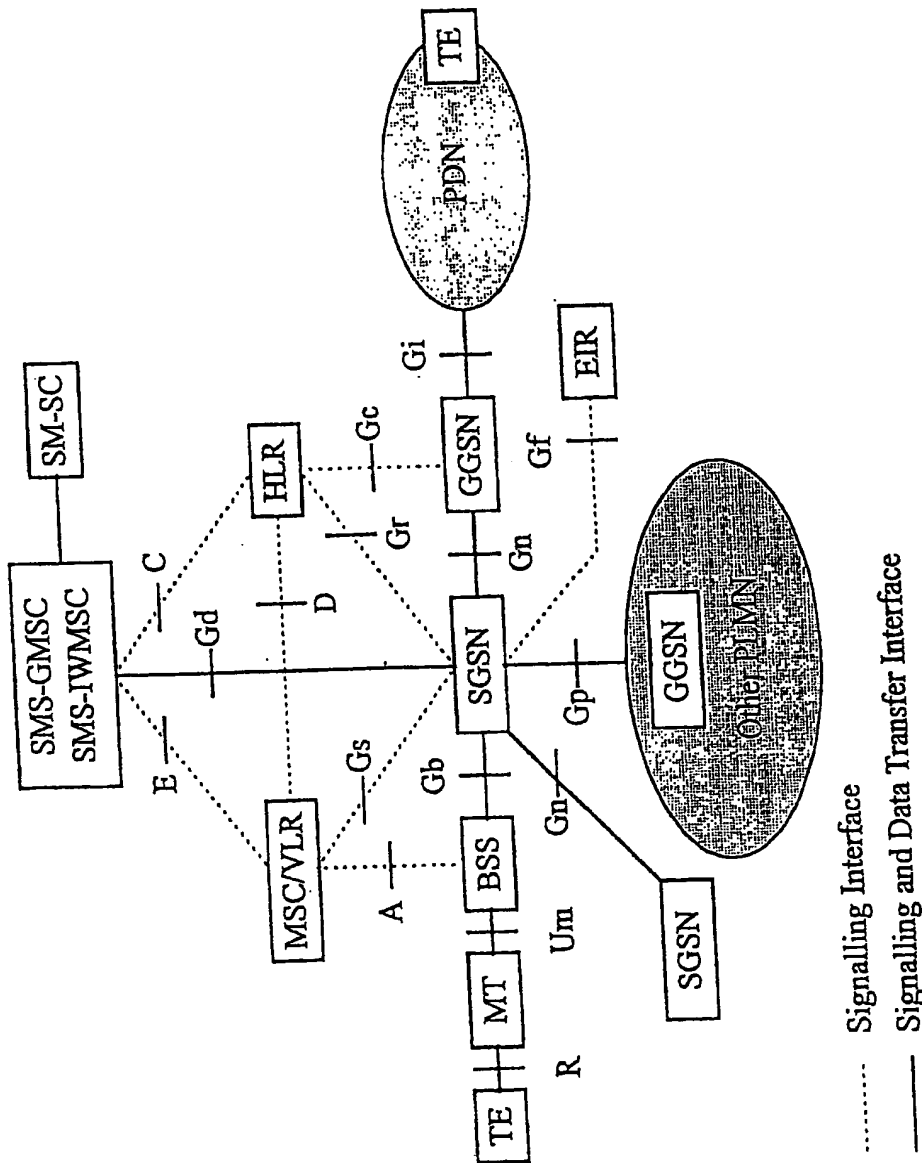 SMS-GMSC
SMS-IWMSC
SM-SC
E
C
Gd
MSC/VLR
HLR
D
A
Gs
Gr
Gc
TE
R
MT
Um
BSS
Gb
SGSN
Gn
GGSN
Gi
PDN
TE
Gn
Gp
Gf
EIR
SGSN
GGSN
Other PLMN
Signalling Interface
Signalling and Data Transfer Interface